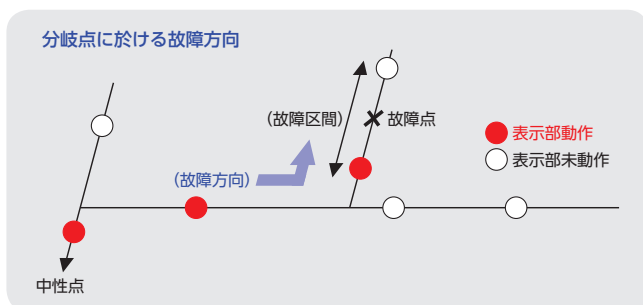 分岐点に於ける故障方向
(故障区間)
故障点
表示部動作
表示部未動作
(故障方向)
中性点